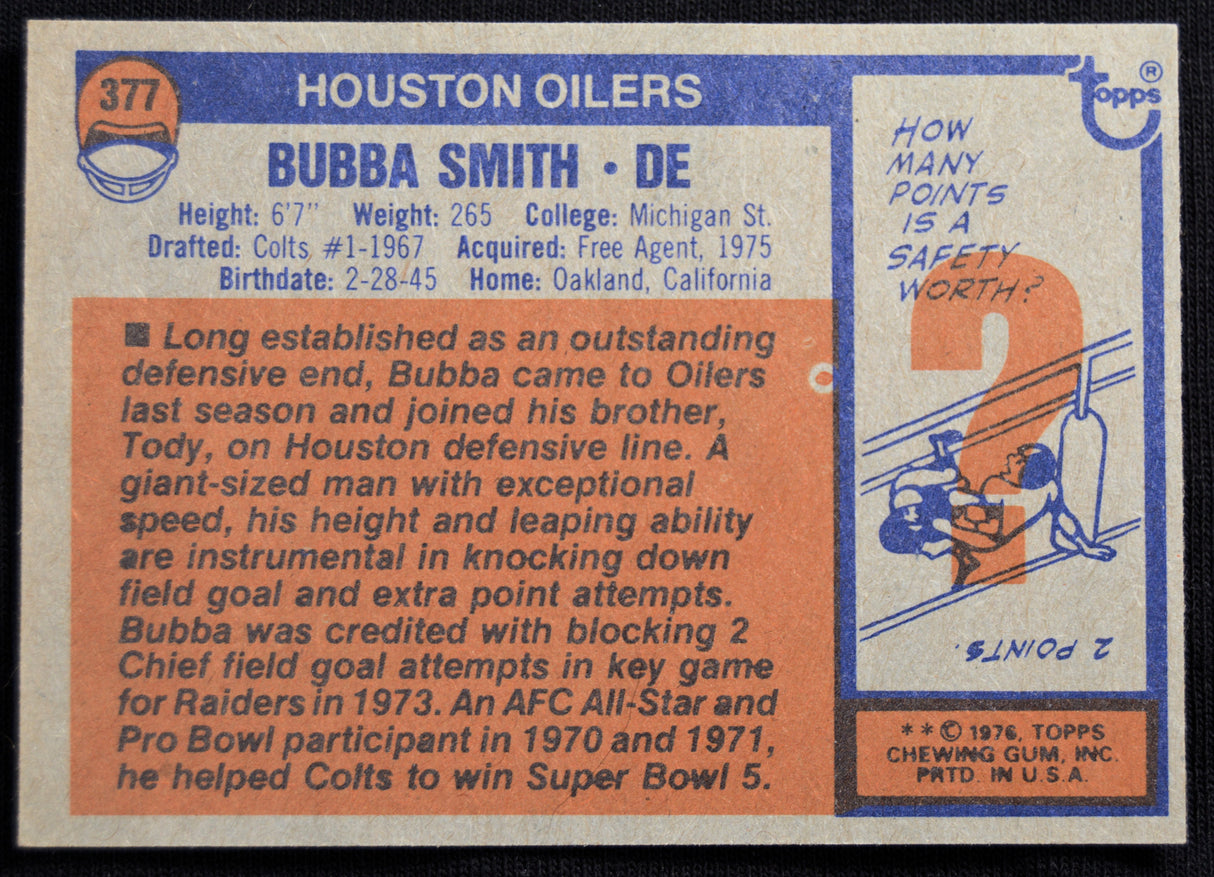 377
HOUSTON OILERS
topps ®
BUBBA SMITH • DE
Height: 6'7" Weight: 265 College: Michigan St.
Drafted: Colts #1-1967 Acquired: Free Agent, 1975
Birthdate: 2-28-45 Home: Oakland, California
■ Long established as an outstanding
defensive end, Bubba came to Oilers
last season and joined his brother,
Tody, on Houston defensive line. A
giant-sized man with exceptional
speed, his height and leaping ability
are instrumental in knocking down
field goal and extra point attempts.
Bubba was credited with blocking 2
Chief field goal attempts in key game
for Raiders in 1973. An AFC All-Star and
Pro Bowl participant in 1970 and 1971,
he helped Colts to win Super Bowl 5.
HOW
MANY
POINTS
IS A
SAFETY
WORTH?
?
2 POINTS.
** © 1976, TOPPS
CHEWING GUM, INC.
PRTD. IN U.S.A.